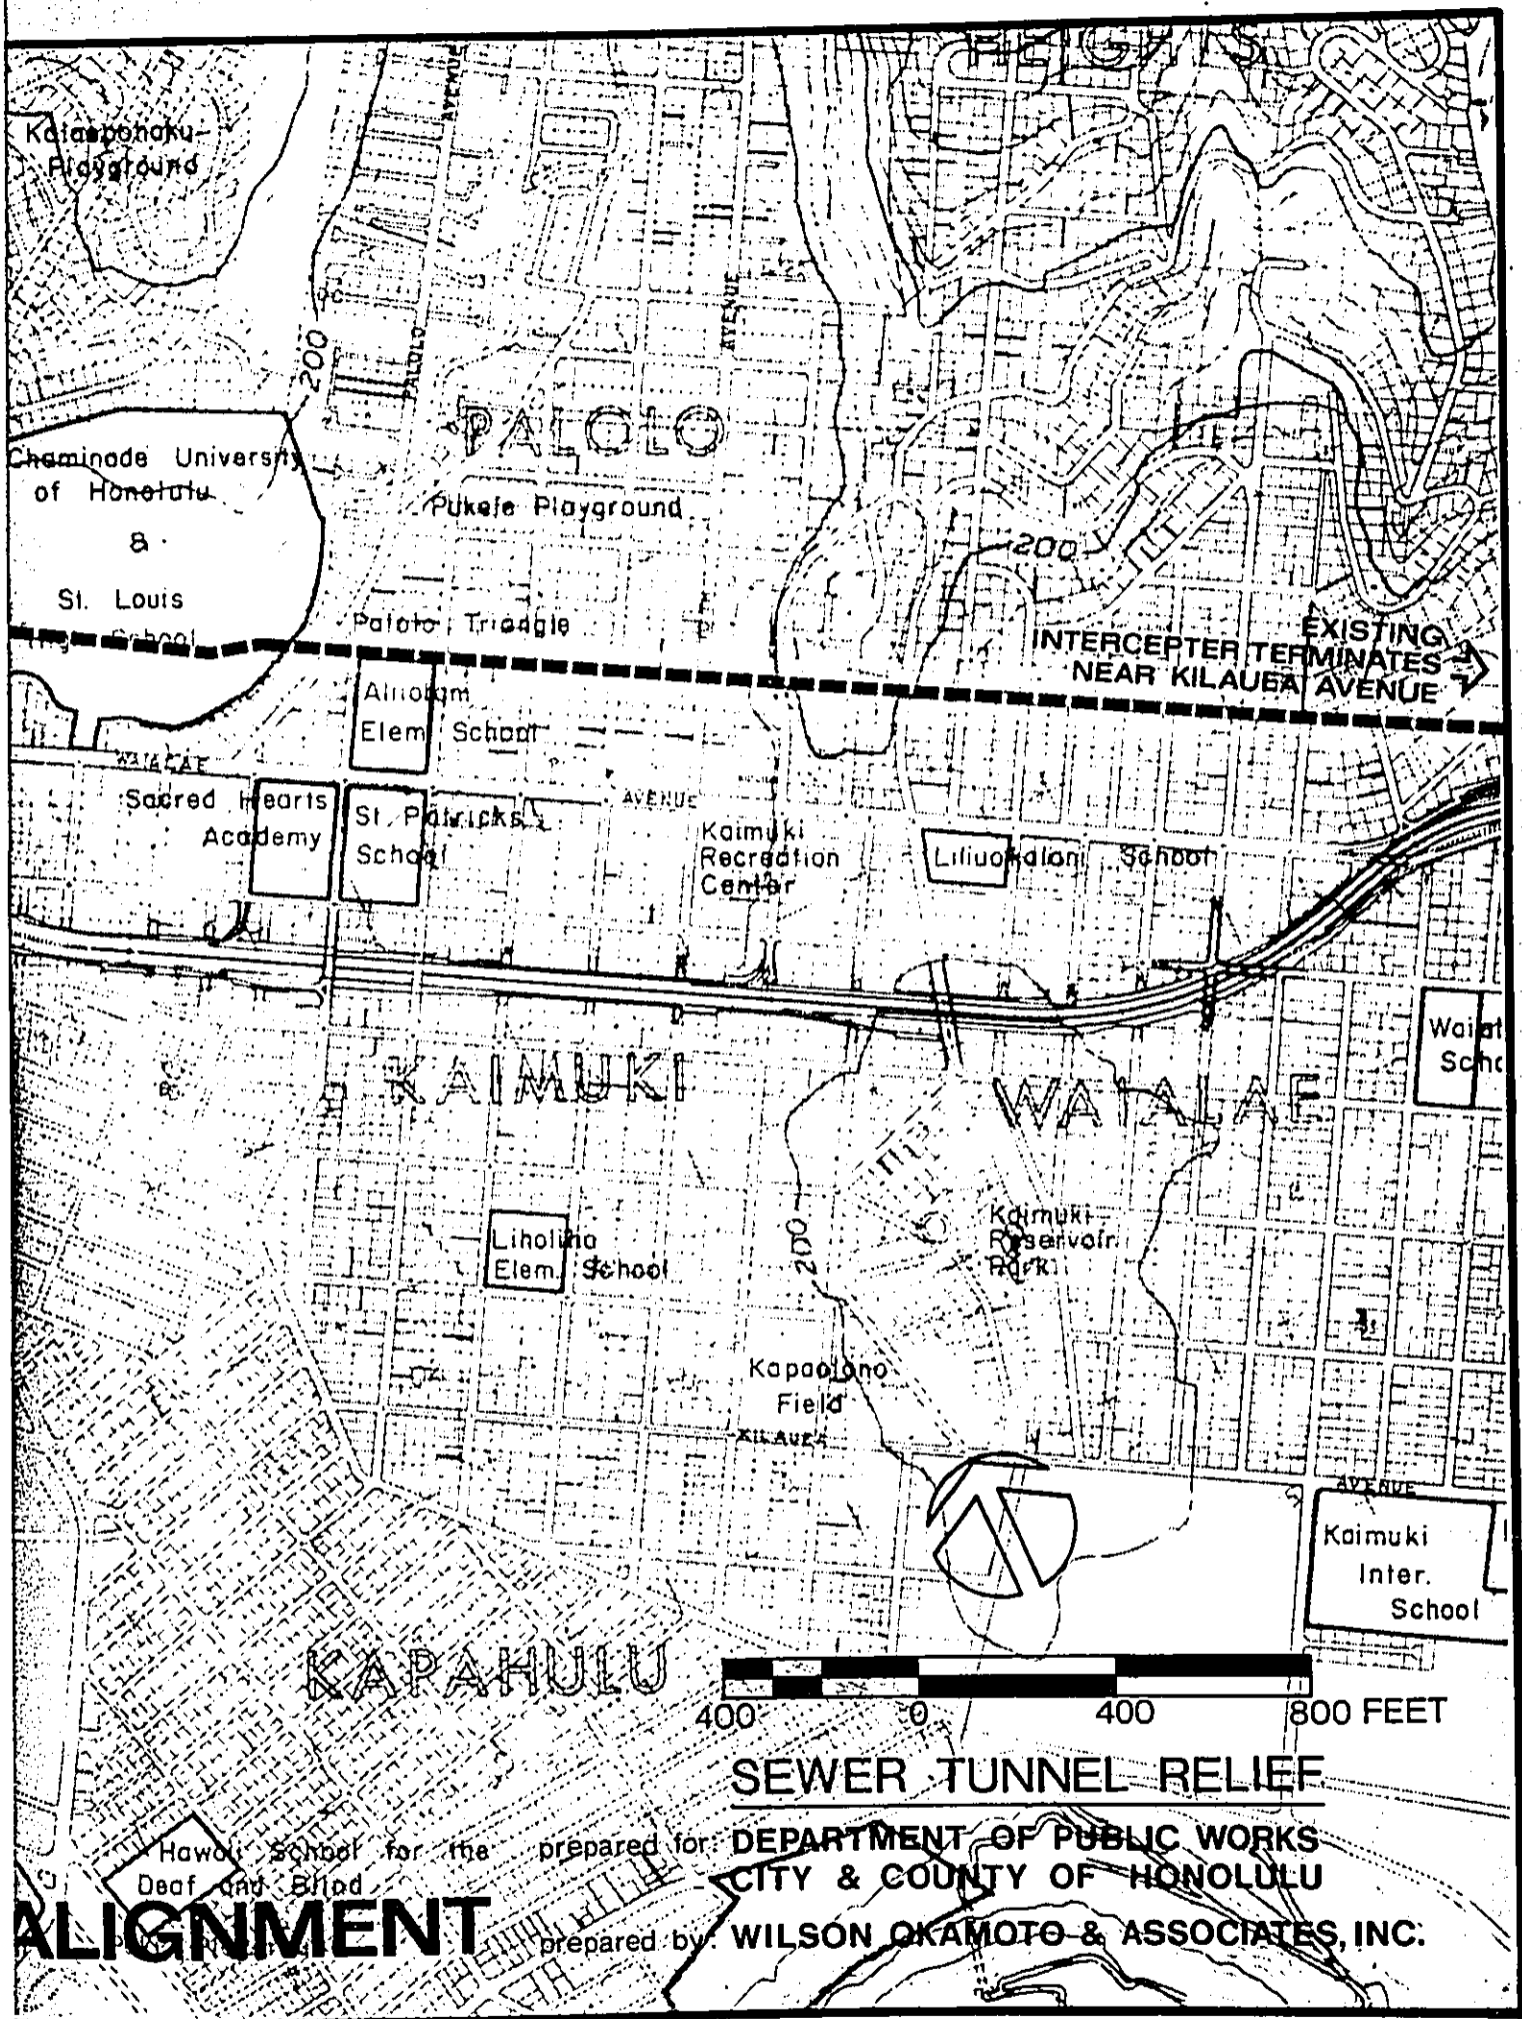 HEIGHTS
AVENUE
Kalaepohaku
Playground
AVENUE
PALOLO
200
PALOLO
Chaminade University
of Honolulu
&
St. Louis
School
Pukele Playground
200
Palolo Triangle
EXISTING
INTERCEPTER TERMINATES
NEAR KILAUEA AVENUE
Aliiolani
Elem School
WAIALAE
AVENUE
Sacred Hearts
Academy
St. Patricks
School
Kaimuki
Recreation
Center
Liliuokalani School
KAIMUKI
WAIALAE
Schc
Liholiho
Elem. School
200
Kaimuki
Reservoir
Park
Kapaolono
Field
KILAUEA
AVENUE
Kaimuki
Inter.
School
KAPAHULU
400 0 400 800 FEET
SEWER TUNNEL RELIEF
Hawaii School for the
Deaf and Blind
prepared for: DEPARTMENT OF PUBLIC WORKS
CITY & COUNTY OF HONOLULU
ALIGNMENT
prepared by: WILSON OKAMOTO & ASSOCIATES, INC.